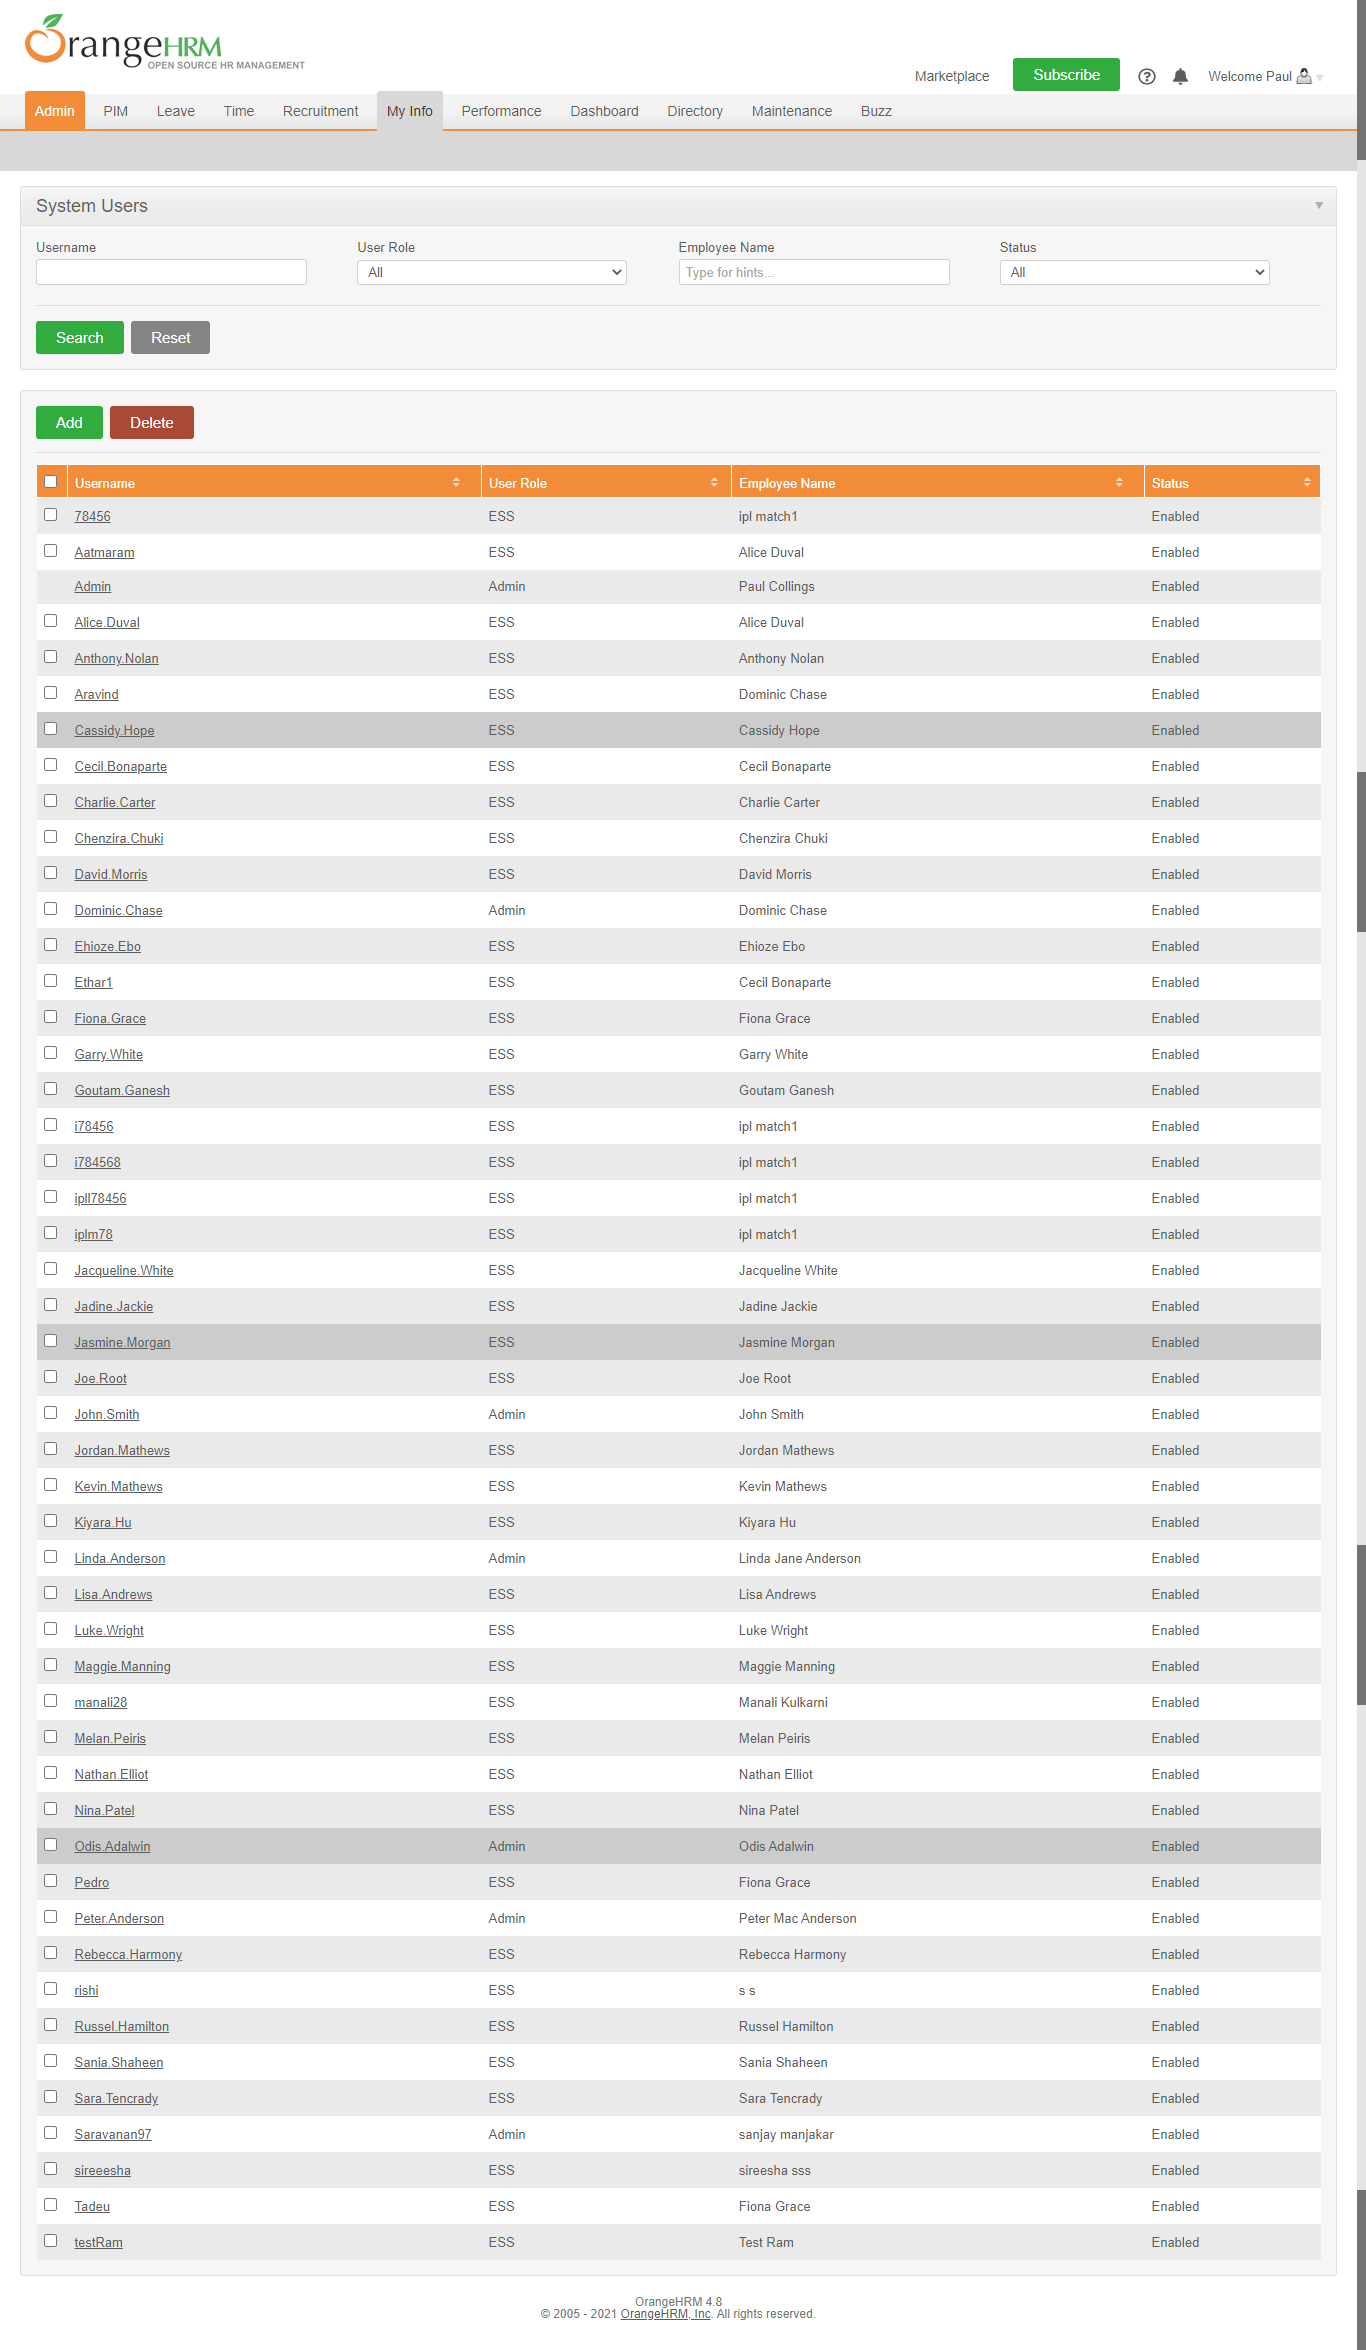 OrangeHRM
OPEN SOURCE HR MANAGEMENT
Marketplace Subscribe Welcome Paul
Admin PIM Leave Time Recruitment My Info Performance Dashboard Directory Maintenance Buzz
System Users
Username User Role Employee Name Status
All Type for hints... All
Search Reset
Add Delete
Username User Role Employee Name Status
78456 ESS ipl match1 Enabled
Aatmaram ESS Alice Duval Enabled
Admin Admin Paul Collings Enabled
Alice.Duval ESS Alice Duval Enabled
Anthony.Nolan ESS Anthony Nolan Enabled
Aravind ESS Dominic Chase Enabled
Cassidy.Hope ESS Cassidy Hope Enabled
Cecil.Bonaparte ESS Cecil Bonaparte Enabled
Charlie.Carter ESS Charlie Carter Enabled
Chenzira.Chuki ESS Chenzira Chuki Enabled
David.Morris ESS David Morris Enabled
Dominic.Chase Admin Dominic Chase Enabled
Ehioze.Ebo ESS Ehioze Ebo Enabled
Ethar1 ESS Cecil Bonaparte Enabled
Fiona.Grace ESS Fiona Grace Enabled
Garry.White ESS Garry White Enabled
Goutam.Ganesh ESS Goutam Ganesh Enabled
i78456 ESS ipl match1 Enabled
i784568 ESS ipl match1 Enabled
ipll78456 ESS ipl match1 Enabled
iplm78 ESS ipl match1 Enabled
Jacqueline.White ESS Jacqueline White Enabled
Jadine.Jackie ESS Jadine Jackie Enabled
Jasmine.Morgan ESS Jasmine Morgan Enabled
Joe.Root ESS Joe Root Enabled
John.Smith Admin John Smith Enabled
Jordan.Mathews ESS Jordan Mathews Enabled
Kevin.Mathews ESS Kevin Mathews Enabled
Kiyara.Hu ESS Kiyara Hu Enabled
Linda.Anderson Admin Linda Jane Anderson Enabled
Lisa.Andrews ESS Lisa Andrews Enabled
Luke.Wright ESS Luke Wright Enabled
Maggie.Manning ESS Maggie Manning Enabled
manali28 ESS Manali Kulkarni Enabled
Melan.Peiris ESS Melan Peiris Enabled
Nathan.Elliot ESS Nathan Elliot Enabled
Nina.Patel ESS Nina Patel Enabled
Odis.Adalwin Admin Odis Adalwin Enabled
Pedro ESS Fiona Grace Enabled
Peter.Anderson Admin Peter Mac Anderson Enabled
Rebecca.Harmony ESS Rebecca Harmony Enabled
rishi ESS s s Enabled
Russel.Hamilton ESS Russel Hamilton Enabled
Sania.Shaheen ESS Sania Shaheen Enabled
Sara.Tencrady ESS Sara Tencrady Enabled
Saravanan97 Admin sanjay manjakar Enabled
sireeesha ESS sireesha sss Enabled
Tadeu ESS Fiona Grace Enabled
testRam ESS Test Ram Enabled
OrangeHRM 4.8
© 2005 - 2021 OrangeHRM, Inc. All rights reserved.